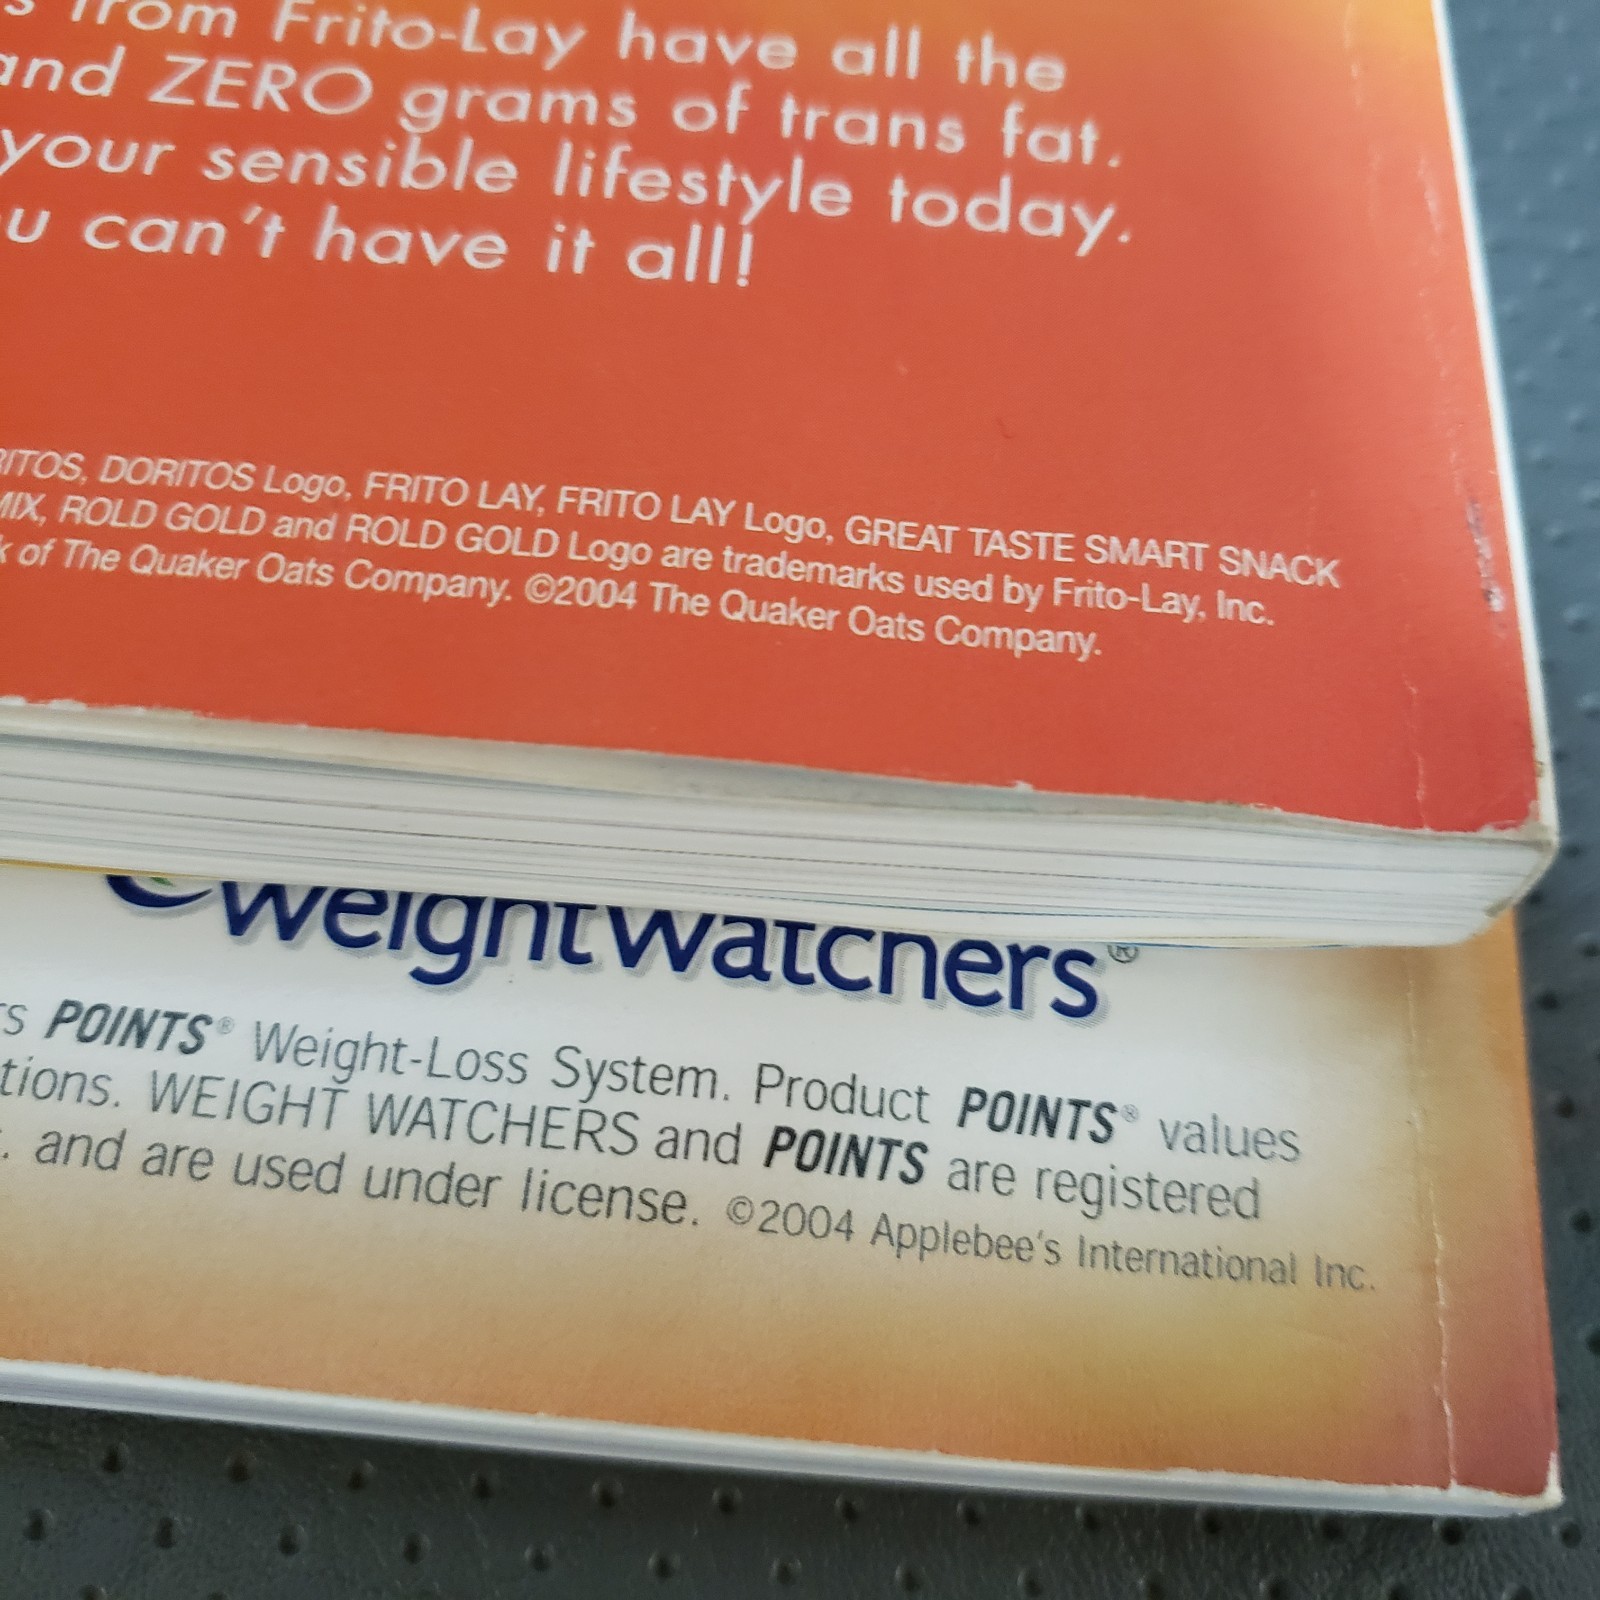 from Frito-Lay have all the
and ZERO grams of trans fat.
your sensible lifestyle today.
u can't have it all!
RITOS, DORITOS Logo, FRITO LAY, FRITO LAY Logo, GREAT TASTE SMART SNACK
MIX, ROLD GOLD and ROLD GOLD Logo are trademarks used by Frito-Lay, Inc.
k of The Quaker Oats Company. ©2004 The Quaker Oats Company.
weightwatchers®
rs POINTS® Weight-Loss System. Product POINTS® values
tions. WEIGHT WATCHERS and POINTS are registered
. and are used under license. ©2004 Applebee's International Inc.